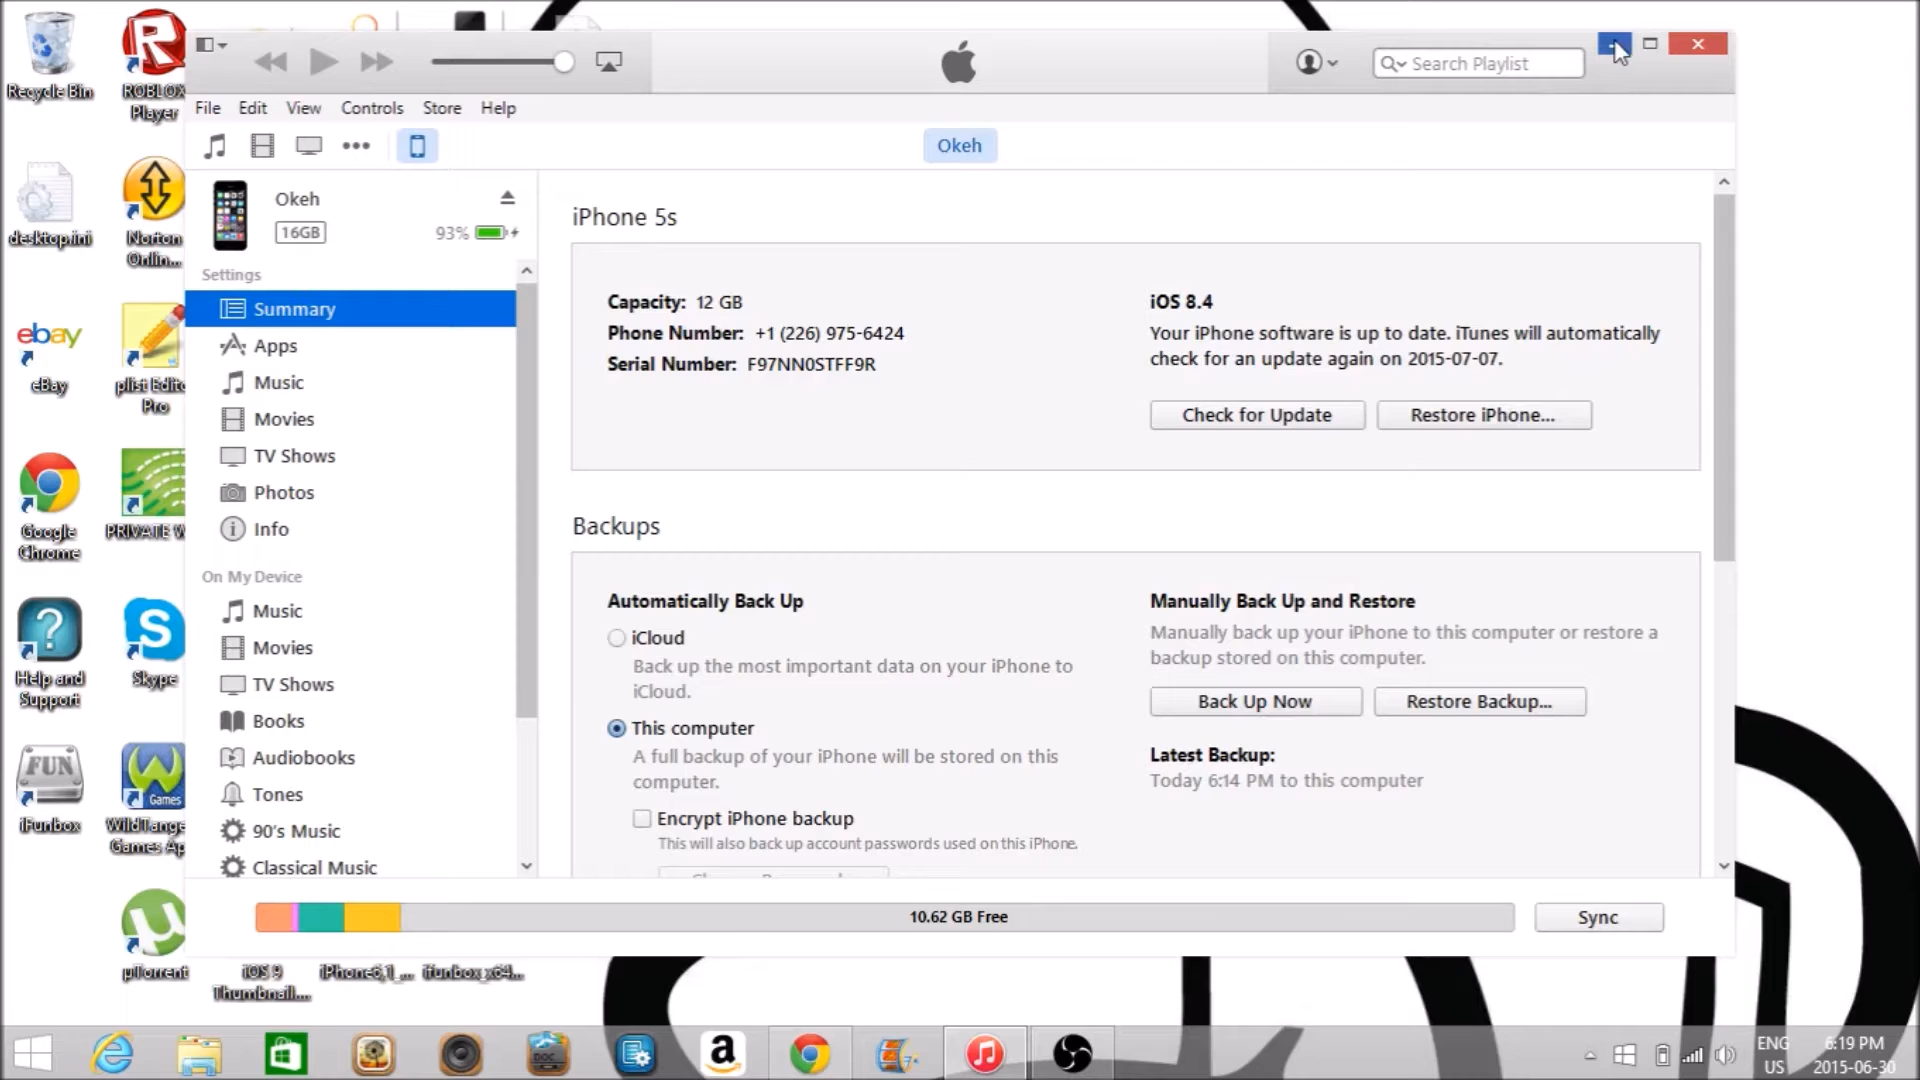 Search Playlist
File Edit View Controls Store Help
Okeh
Okeh
16GB
93%
Settings
Summary
Apps
Music
Movies
TV Shows
Photos
Info
On My Device
Music
Movies
TV Shows
Books
Audiobooks
Tones
90's Music
Classical Music
iPhone 5s
Capacity: 12 GB
Phone Number: +1 (226) 975-6424
Serial Number: F97NN0STFF9R
iOS 8.4
Your iPhone software is up to date. iTunes will automatically
check for an update again on 2015-07-07.
Check for Update
Restore iPhone...
Backups
Automatically Back Up
iCloud
Back up the most important data on your iPhone to
iCloud.
This computer
A full backup of your iPhone will be stored on this
computer.
Encrypt iPhone backup
This will also back up account passwords used on this iPhone.
Manually Back Up and Restore
Manually back up your iPhone to this computer or restore a
backup stored on this computer.
Back Up Now
Restore Backup...
Latest Backup:
Today 6:14 PM to this computer
10.62 GB Free
Sync
Recycle Bin
ROBLOX
Player
desktop.ini
Norton
Onlin...
ebay
eBay
plist Edito
Pro
Google
Chrome
PRIVATE W
Help and
Support
Skype
FUN
iFunbox
Games
WildTange
Games Ap
µTorrent
iOS 9
Thumbnail....
iPhone6,1_...
ifunbox_x64...
DOC
a
ENG
US
6:19 PM
2015-06-30